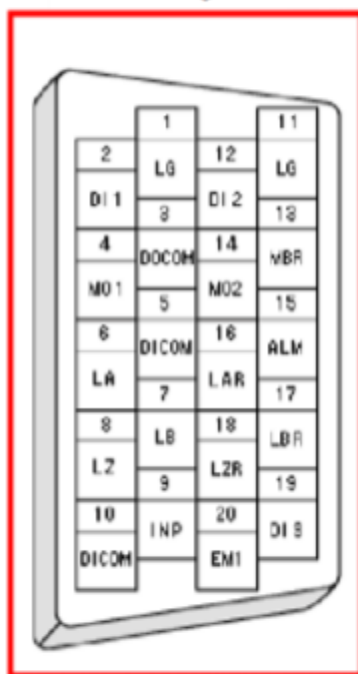 1 11
2 LG 12 LG
DI 1 3 DI 2 13
4 DOCOM 14 MBR
MO1 5 MO2 15
6 DICOM 16 ALM
LA 7 LAR 17
8 LB 18 LBR
LZ 9 LZR 19
10 INP 20 DI 3
DICOM EM1